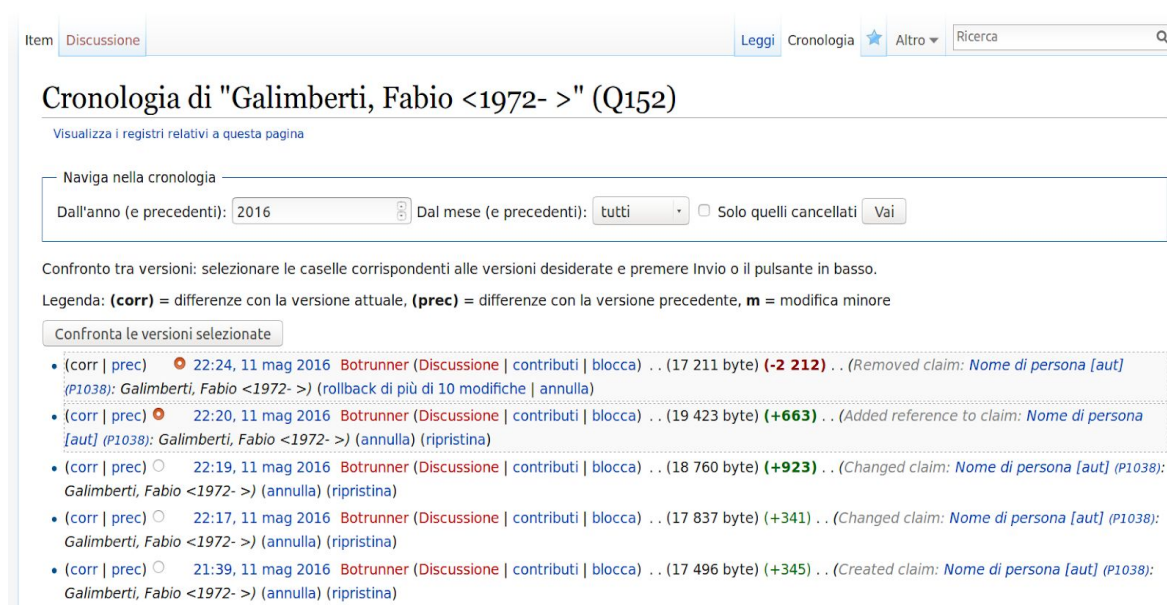 Item Discussione Leggi Cronologia Altro Ricerca
Cronologia di "Galimberti, Fabio <1972- >" (Q152)
Visualizza i registri relativi a questa pagina
Naviga nella cronologia
Dall'anno (e precedenti): 2016 Dal mese (e precedenti): tutti Solo quelli cancellati Vai
Confronto tra versioni: selezionare le caselle corrispondenti alle versioni desiderate e premere Invio o il pulsante in basso.
Legenda: (corr) = differenze con la versione attuale, (prec) = differenze con la versione precedente, m = modifica minore
Confronta le versioni selezionate
(corr | prec) 22:24, 11 mag 2016 Botrunner (Discussione | contributi | blocca) . . (17 211 byte) (-2 212) . . (Removed claim: Nome di persona [aut]
(P1038): Galimberti, Fabio <1972- >) (rollback di più di 10 modifiche | annulla)
(corr | prec) 22:20, 11 mag 2016 Botrunner (Discussione | contributi | blocca) . . (19 423 byte) (+663) . . (Added reference to claim: Nome di persona
[aut] (P1038): Galimberti, Fabio <1972- >) (annulla) (ripristina)
(corr | prec) 22:19, 11 mag 2016 Botrunner (Discussione | contributi | blocca) . . (18 760 byte) (+923) . . (Changed claim: Nome di persona [aut] (P1038):
Galimberti, Fabio <1972- >) (annulla) (ripristina)
(corr | prec) 22:17, 11 mag 2016 Botrunner (Discussione | contributi | blocca) . . (17 837 byte) (+341) . . (Changed claim: Nome di persona [aut] (P1038):
Galimberti, Fabio <1972- >) (annulla) (ripristina)
(corr | prec) 21:39, 11 mag 2016 Botrunner (Discussione | contributi | blocca) . . (17 496 byte) (+345) . . (Created claim: Nome di persona [aut] (P1038):
Galimberti, Fabio <1972- >) (annulla) (ripristina)